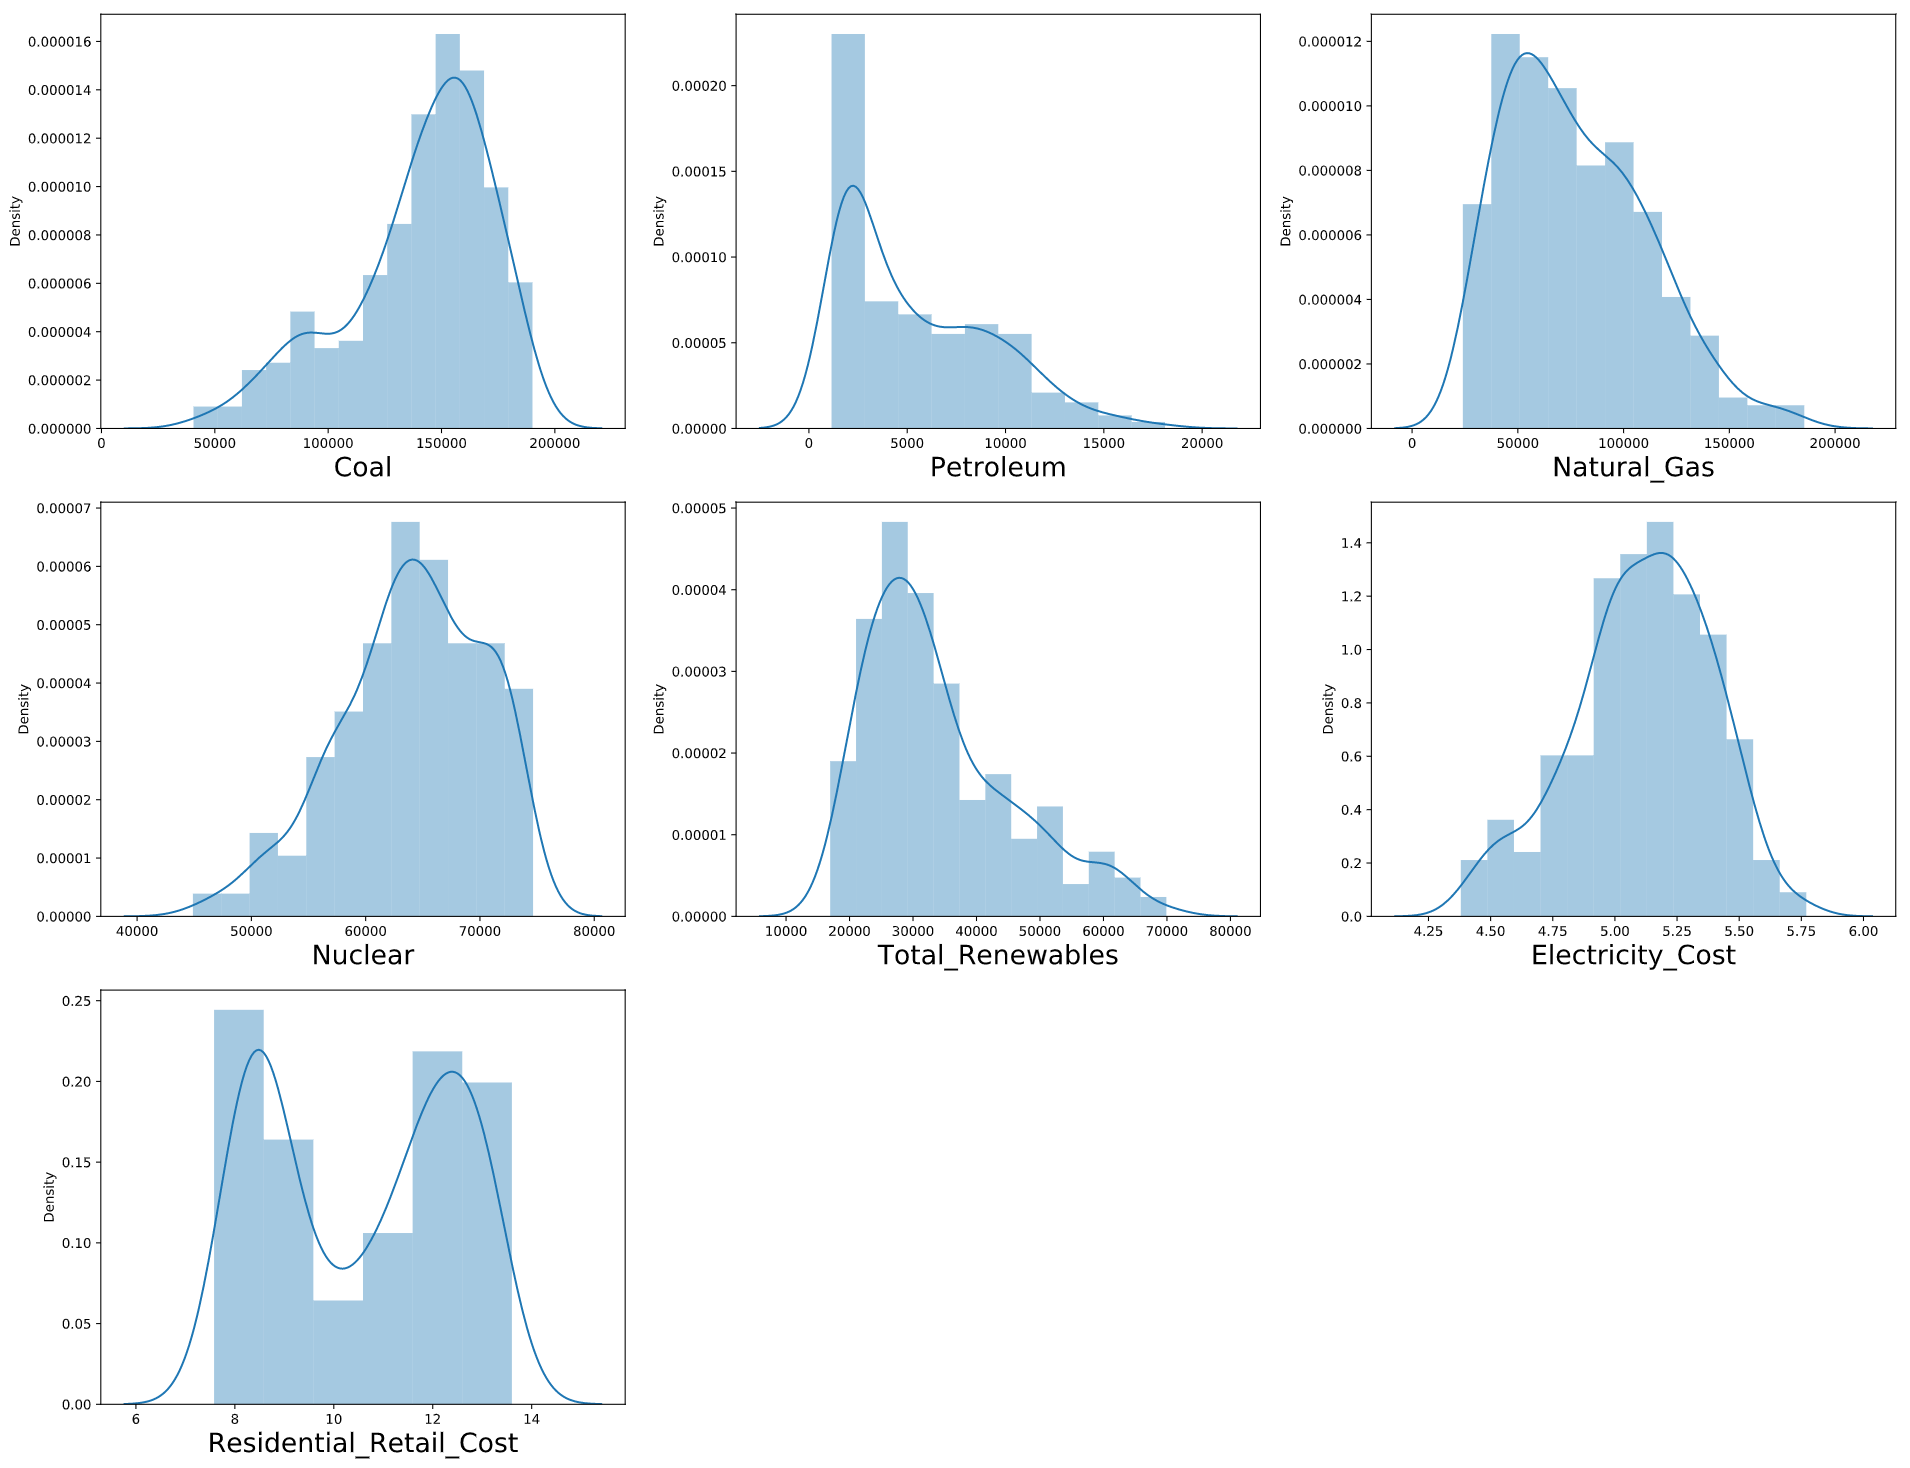 0.000016
0.000014
0.000012
0.000010
0.000008
0.000006
0.000004
0.000002
0.000000
Density
0 50000 100000 150000 200000
Coal
0.00020
0.00015
0.00010
0.00005
0.00000
Density
0 5000 10000 15000 20000
Petroleum
0.000012
0.000010
0.000008
0.000006
0.000004
0.000002
0.000000
Density
0 50000 100000 150000 200000
Natural_Gas
0.00007
0.00006
0.00005
0.00004
0.00003
0.00002
0.00001
0.00000
Density
40000 50000 60000 70000 80000
Nuclear
0.00005
0.00004
0.00003
0.00002
0.00001
0.00000
Density
10000 20000 30000 40000 50000 60000 70000 80000
Total_Renewables
1.4
1.2
1.0
0.8
0.6
0.4
0.2
0.0
Density
4.25 4.50 4.75 5.00 5.25 5.50 5.75 6.00
Electricity_Cost
0.25
0.20
0.15
0.10
0.05
0.00
Density
6 8 10 12 14
Residential_Retail_Cost